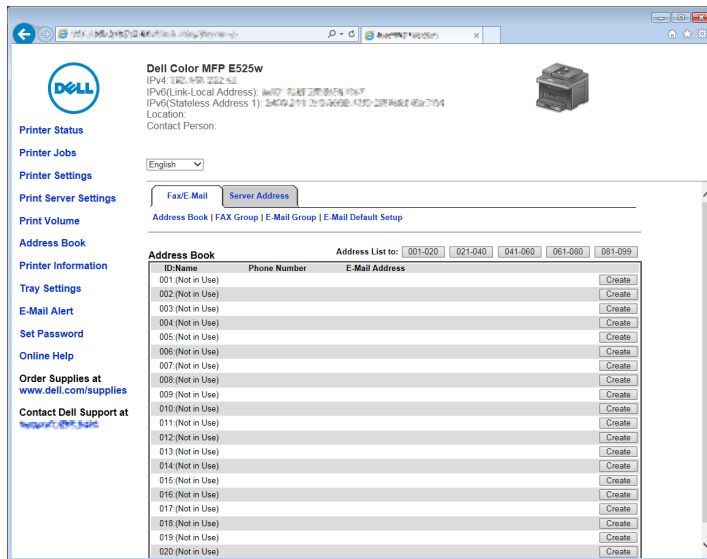 Dell Color MFP E525w
IPv4:
IPv6(Link-Local Address):
IPv6(Stateless Address 1):
Location:
Contact Person:
DELL
English
Printer Status
Printer Jobs
Printer Settings
Print Server Settings
Print Volume
Address Book
Printer Information
Tray Settings
E-Mail Alert
Set Password
Online Help
Order Supplies at
www.dell.com/supplies
Contact Dell Support at
Fax/E-Mail Server Address
Address Book | FAX Group | E-Mail Group | E-Mail Default Setup
Address Book Address List to: 001-020 021-040 041-060 061-080 081-099
ID:Name Phone Number E-Mail Address
001:(Not in Use) Create
002:(Not in Use) Create
003:(Not in Use) Create
004:(Not in Use) Create
005:(Not in Use) Create
006:(Not in Use) Create
007:(Not in Use) Create
008:(Not in Use) Create
009:(Not in Use) Create
010:(Not in Use) Create
011:(Not in Use) Create
012:(Not in Use) Create
013:(Not in Use) Create
014:(Not in Use) Create
015:(Not in Use) Create
016:(Not in Use) Create
017:(Not in Use) Create
018:(Not in Use) Create
019:(Not in Use) Create
020:(Not in Use) Create